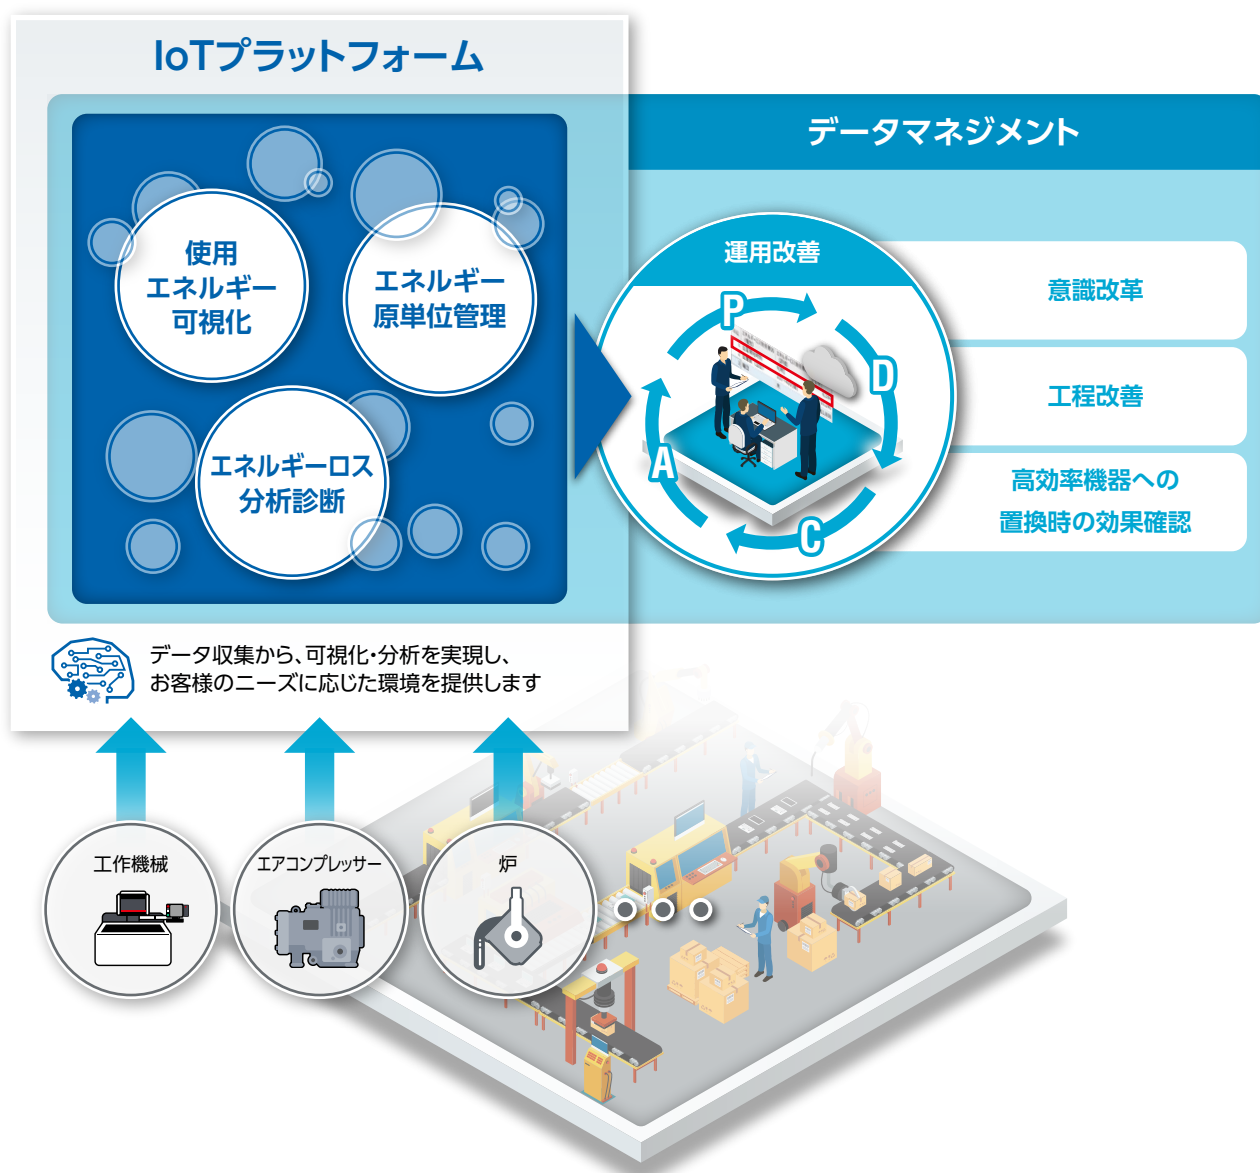 IoTプラットフォーム
データマネジメント
使用
エネルギー
可視化
エネルギー
原単位管理
エネルギーロス
分析診断
運用改善
P
D
C
A
意識改革
工程改善
高効率機器への
置換時の効果確認
データ収集から、可視化・分析を実現し、
お客様のニーズに応じた環境を提供します
工作機械
エアコンプレッサー
炉